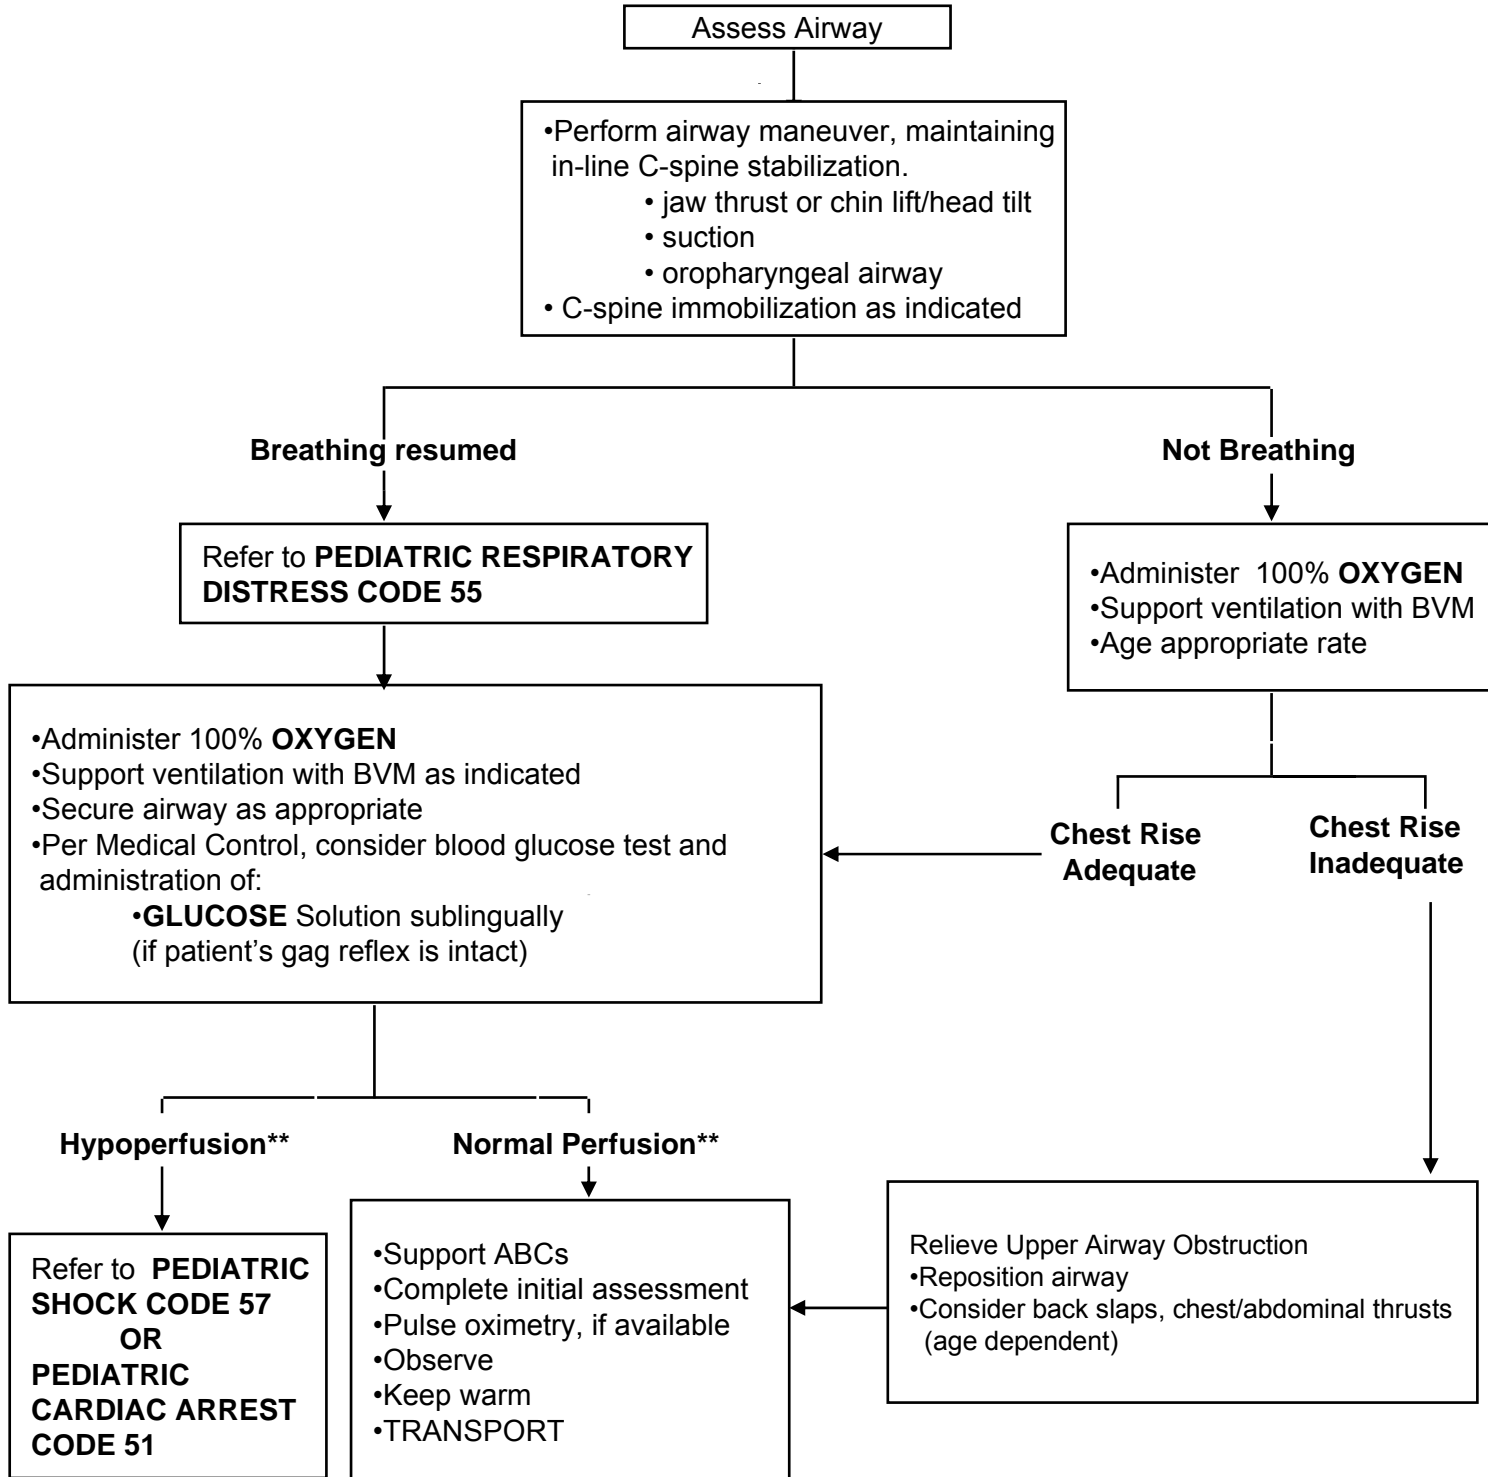 Assess Airway
•Perform airway maneuver, maintaining
in-line C-spine stabilization.
• jaw thrust or chin lift/head tilt
• suction
• oropharyngeal airway
• C-spine immobilization as indicated
Breathing resumed
Not Breathing
Refer to PEDIATRIC RESPIRATORY
DISTRESS CODE 55
•Administer 100% OXYGEN
•Support ventilation with BVM
•Age appropriate rate
•Administer 100% OXYGEN
•Support ventilation with BVM as indicated
•Secure airway as appropriate
•Per Medical Control, consider blood glucose test and
administration of:
•GLUCOSE Solution sublingually
(if patient’s gag reflex is intact)
Chest Rise
Adequate
Chest Rise
Inadequate
Hypoperfusion**
Normal Perfusion**
Refer to PEDIATRIC
SHOCK CODE 57
OR
PEDIATRIC
CARDIAC ARREST
CODE 51
•Support ABCs
•Complete initial assessment
•Pulse oximetry, if available
•Observe
•Keep warm
•TRANSPORT
Relieve Upper Airway Obstruction
•Reposition airway
•Consider back slaps, chest/abdominal thrusts
(age dependent)